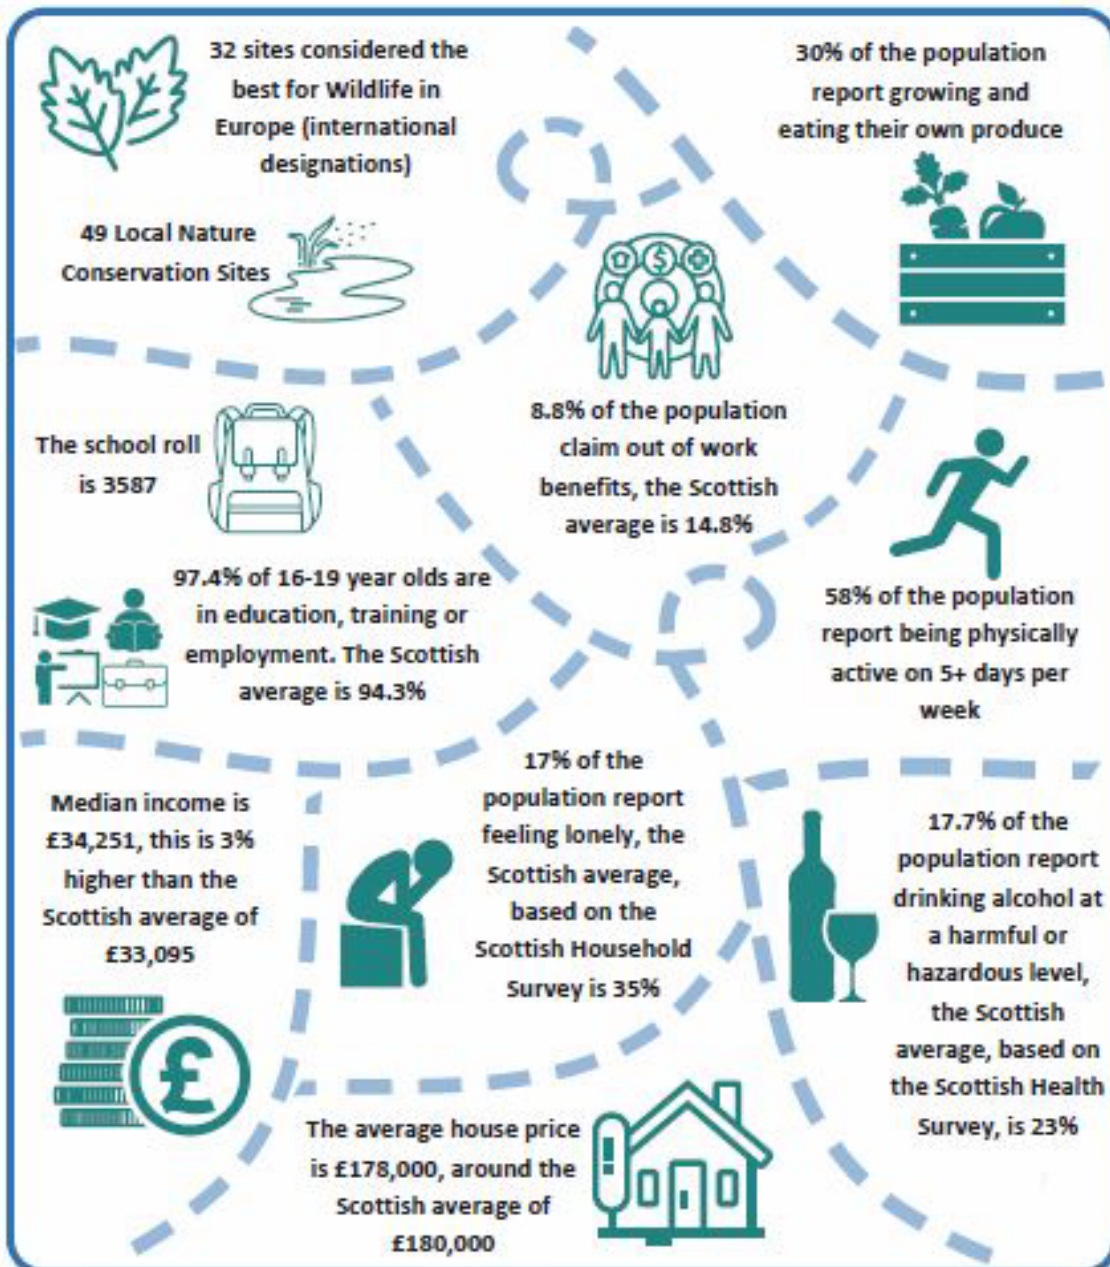 32 sites considered the
best for Wildlife in
Europe (international
designations)
49 Local Nature
Conservation Sites
30% of the population
report growing and
eating their own produce
$
8.8% of the population
claim out of work
benefits, the Scottish
average is 14.8%
The school roll
is 3587
97.4% of 16-19 year olds are
in education, training or
employment. The Scottish
average is 94.3%
58% of the population
report being physically
active on 5+ days per
week
Median income is
£34,251, this is 3%
higher than the
Scottish average of
£33,095
£
17% of the
population report
feeling lonely, the
Scottish average,
based on the
Scottish Household
Survey is 35%
17.7% of the
population report
drinking alcohol at
a harmful or
hazardous level,
the Scottish
average, based on
the Scottish Health
Survey, is 23%
The average house price
is £178,000, around the
Scottish average of
£180,000